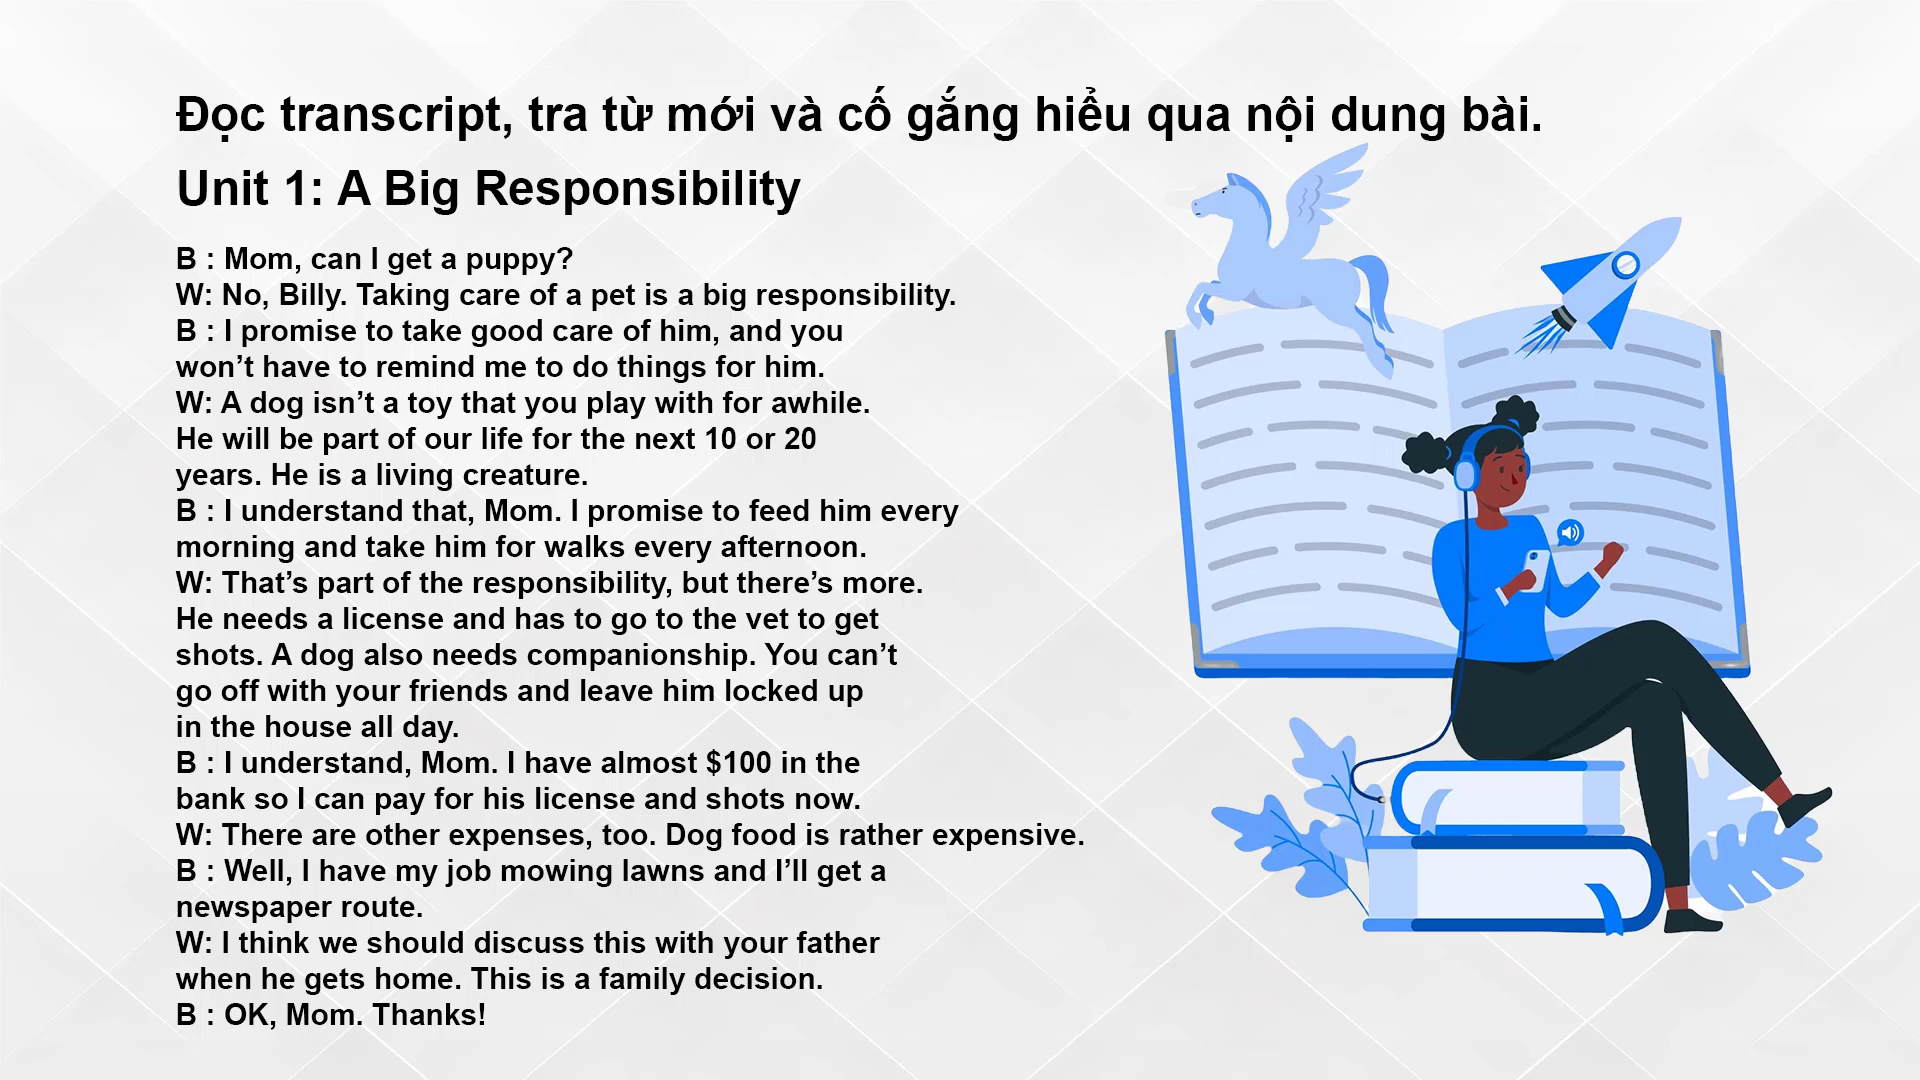 Đọc transcript, tra từ mới và cố gắng hiểu qua nội dung bài.
Unit 1: A Big Responsibility
B : Mom, can I get a puppy?
W: No, Billy. Taking care of a pet is a big responsibility.
B : I promise to take good care of him, and you
won’t have to remind me to do things for him.
W: A dog isn’t a toy that you play with for awhile.
He will be part of our life for the next 10 or 20
years. He is a living creature.
B : I understand that, Mom. I promise to feed him every
morning and take him for walks every afternoon.
W: That’s part of the responsibility, but there’s more.
He needs a license and has to go to the vet to get
shots. A dog also needs companionship. You can’t
go off with your friends and leave him locked up
in the house all day.
B : I understand, Mom. I have almost $100 in the
bank so I can pay for his license and shots now.
W: There are other expenses, too. Dog food is rather expensive.
B : Well, I have my job mowing lawns and I’ll get a
newspaper route.
W: I think we should discuss this with your father
when he gets home. This is a family decision.
B : OK, Mom. Thanks!